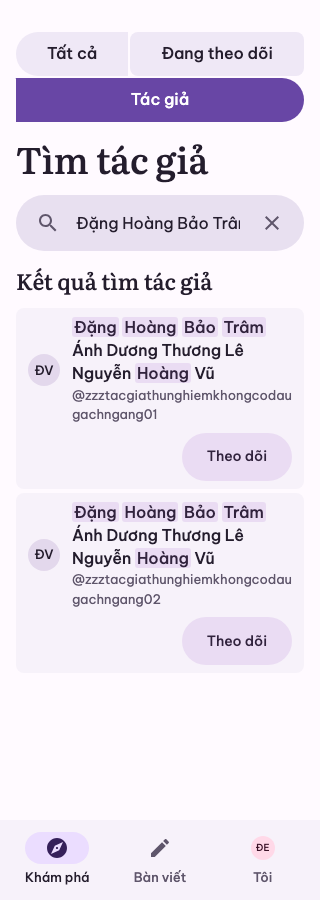 Tất cả
Đang theo dõi
Tác giả
Tìm tác giả
Đặng Hoàng Bảo Trâ
Kết quả tìm tác giả
Đặng Hoàng Bảo Trâm
Ánh Dương Thương Lê
ĐV
Nguyễn Hoàng Vũ
@zzztacgiathunghiemkhongcodau
gachngang01
Theo dõi
Đặng Hoàng Bảo Trâm
Ánh Dương Thương Lê
ĐV
Nguyễn Hoàng Vũ
@zzztacgiathunghiemkhongcodau
gachngang02
Theo dõi
ĐE
Khám phá
Bàn viết
Tôi